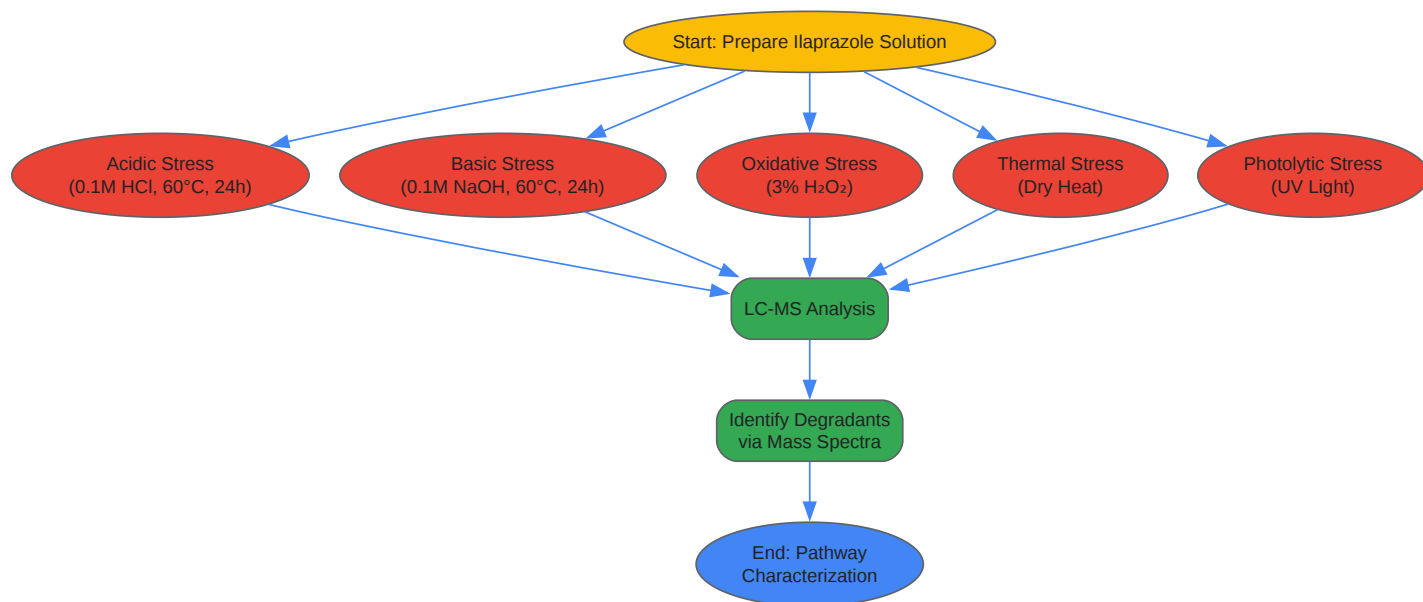 Start: Prepare Ilaprazole Solution
Acidic Stress
(0.1M HCl, 60°C, 24h)
Basic Stress
(0.1M NaOH, 60°C, 24h)
Oxidative Stress
(3% H₂O₂)
Thermal Stress
(Dry Heat)
Photolytic Stress
(UV Light)
LC-MS Analysis
Identify Degradants
via Mass Spectra
End: Pathway
Characterization